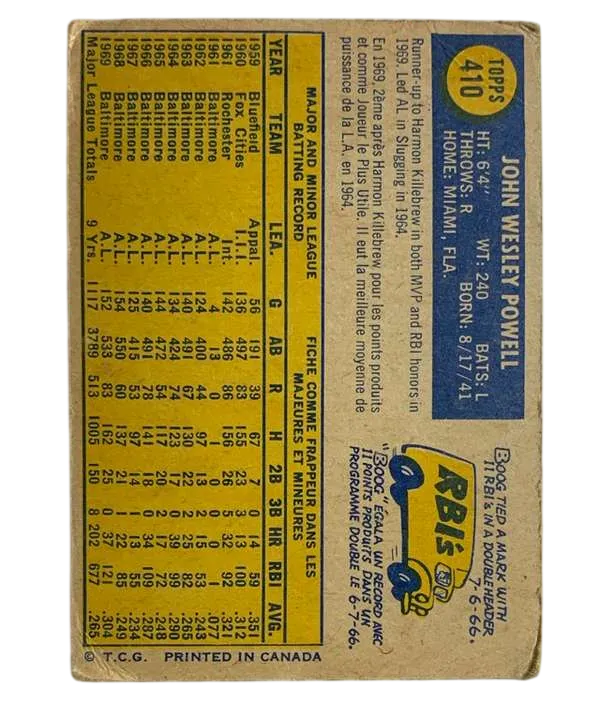 TOPPS
410
JOHN WESLEY POWELL
HT: 6'4" WT: 240 BATS: L
THROWS: R BORN: 8/17/41
HOME: MIAMI, FLA.
Runner-up to Harmon Killebrew in both MVP and RBI honors in
1969. Led AL in Slugging in 1964.
En 1969, 2ème après Harmon Killebrew pour les points produits
et comme Joueur le Plus Utile. Il eut la meilleure moyenne de
puissance de la L.A. en 1964.
BOOG TIED A MARK WITH
11 RBI'S IN A DOUBLEHEADER
7-6-66.
RBI's
"BOOG" ÉGALA UN RECORD AVEC
11 POINTS PRODUITS DANS UN
PROGRAMME DOUBLE LE 6-7-66.
MAJOR AND MINOR LEAGUE
BATTING RECORD
FICHE COMME FRAPPEUR DANS LES
MAJEURES ET MINEURES
YEAR TEAM LEA. G AB R H 2B 3B HR RBI AVG.
1959 Bluefield Appal. 56 191 39 67 7 0 14 59 .351
1960 Fox Cities I.I.I. 136 497 83 155 23 3 13 100 .312
1961 Rochester Int. 142 486 86 156 26 5 32 92 .321
1961 Baltimore A.L. 4 13 0 1 0 0 0 1 .077
1962 Baltimore A.L. 124 400 44 97 13 2 15 53 .243
1963 Baltimore A.L. 140 491 67 130 22 2 25 82 .265
1964 Baltimore A.L. 134 424 74 123 17 0 39 99 .290
1965 Baltimore A.L. 144 472 54 117 20 2 17 72 .248
1966 Baltimore A.L. 140 491 78 141 18 0 34 109 .287
1967 Baltimore A.L. 125 415 53 97 14 1 13 55 .234
1968 Baltimore A.L. 154 550 60 137 21 1 22 85 .249
1969 Baltimore A.L. 152 533 83 162 25 0 37 121 .304
Major League Totals 9 Yrs. 1117 3789 513 1005 150 8 202 677 .265
© T.C.G. PRINTED IN CANADA